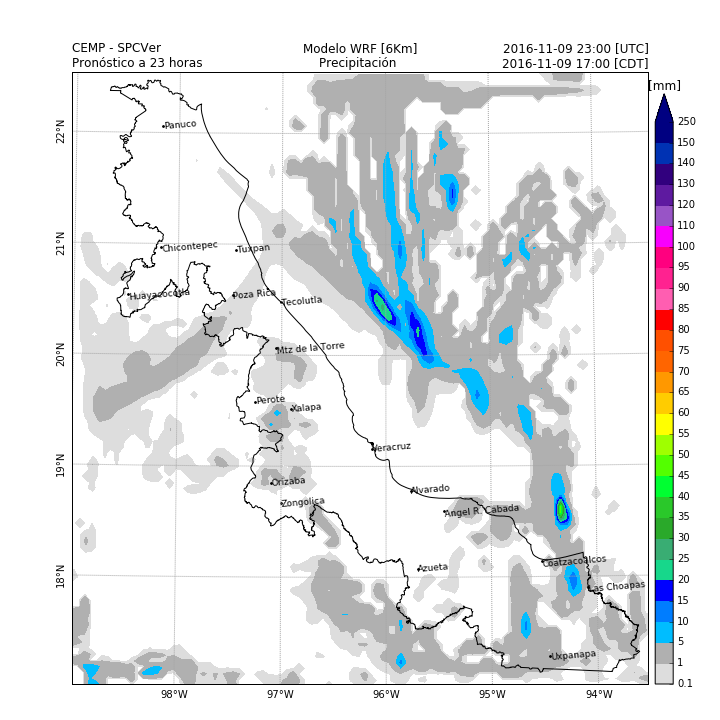 CEMP - SPCVer
Modelo WRF [6Km]
2016-11-09 23:00 [UTC]
Pronóstico a 23 horas
Precipitación
2016-11-09 17:00 [CDT]
[mm]
250
150
140
130
120
110
100
95
90
85
80
75
70
65
60
55
50
45
40
35
30
25
20
15
10
5
1
0.1
22°N
21°N
20°N
19°N
18°N
98°W
97°W
96°W
95°W
94°W
Panuco
Chicontepec
Tuxpan
Huayacocotla
Poza Rica
Tecolutla
Mtz de la Torre
Perote
Xalapa
Veracruz
Orizaba
Zongolica
Alvarado
Angel R. Cabada
Azueta
Coatzacoalcos
Las Choapas
Uxpanapa